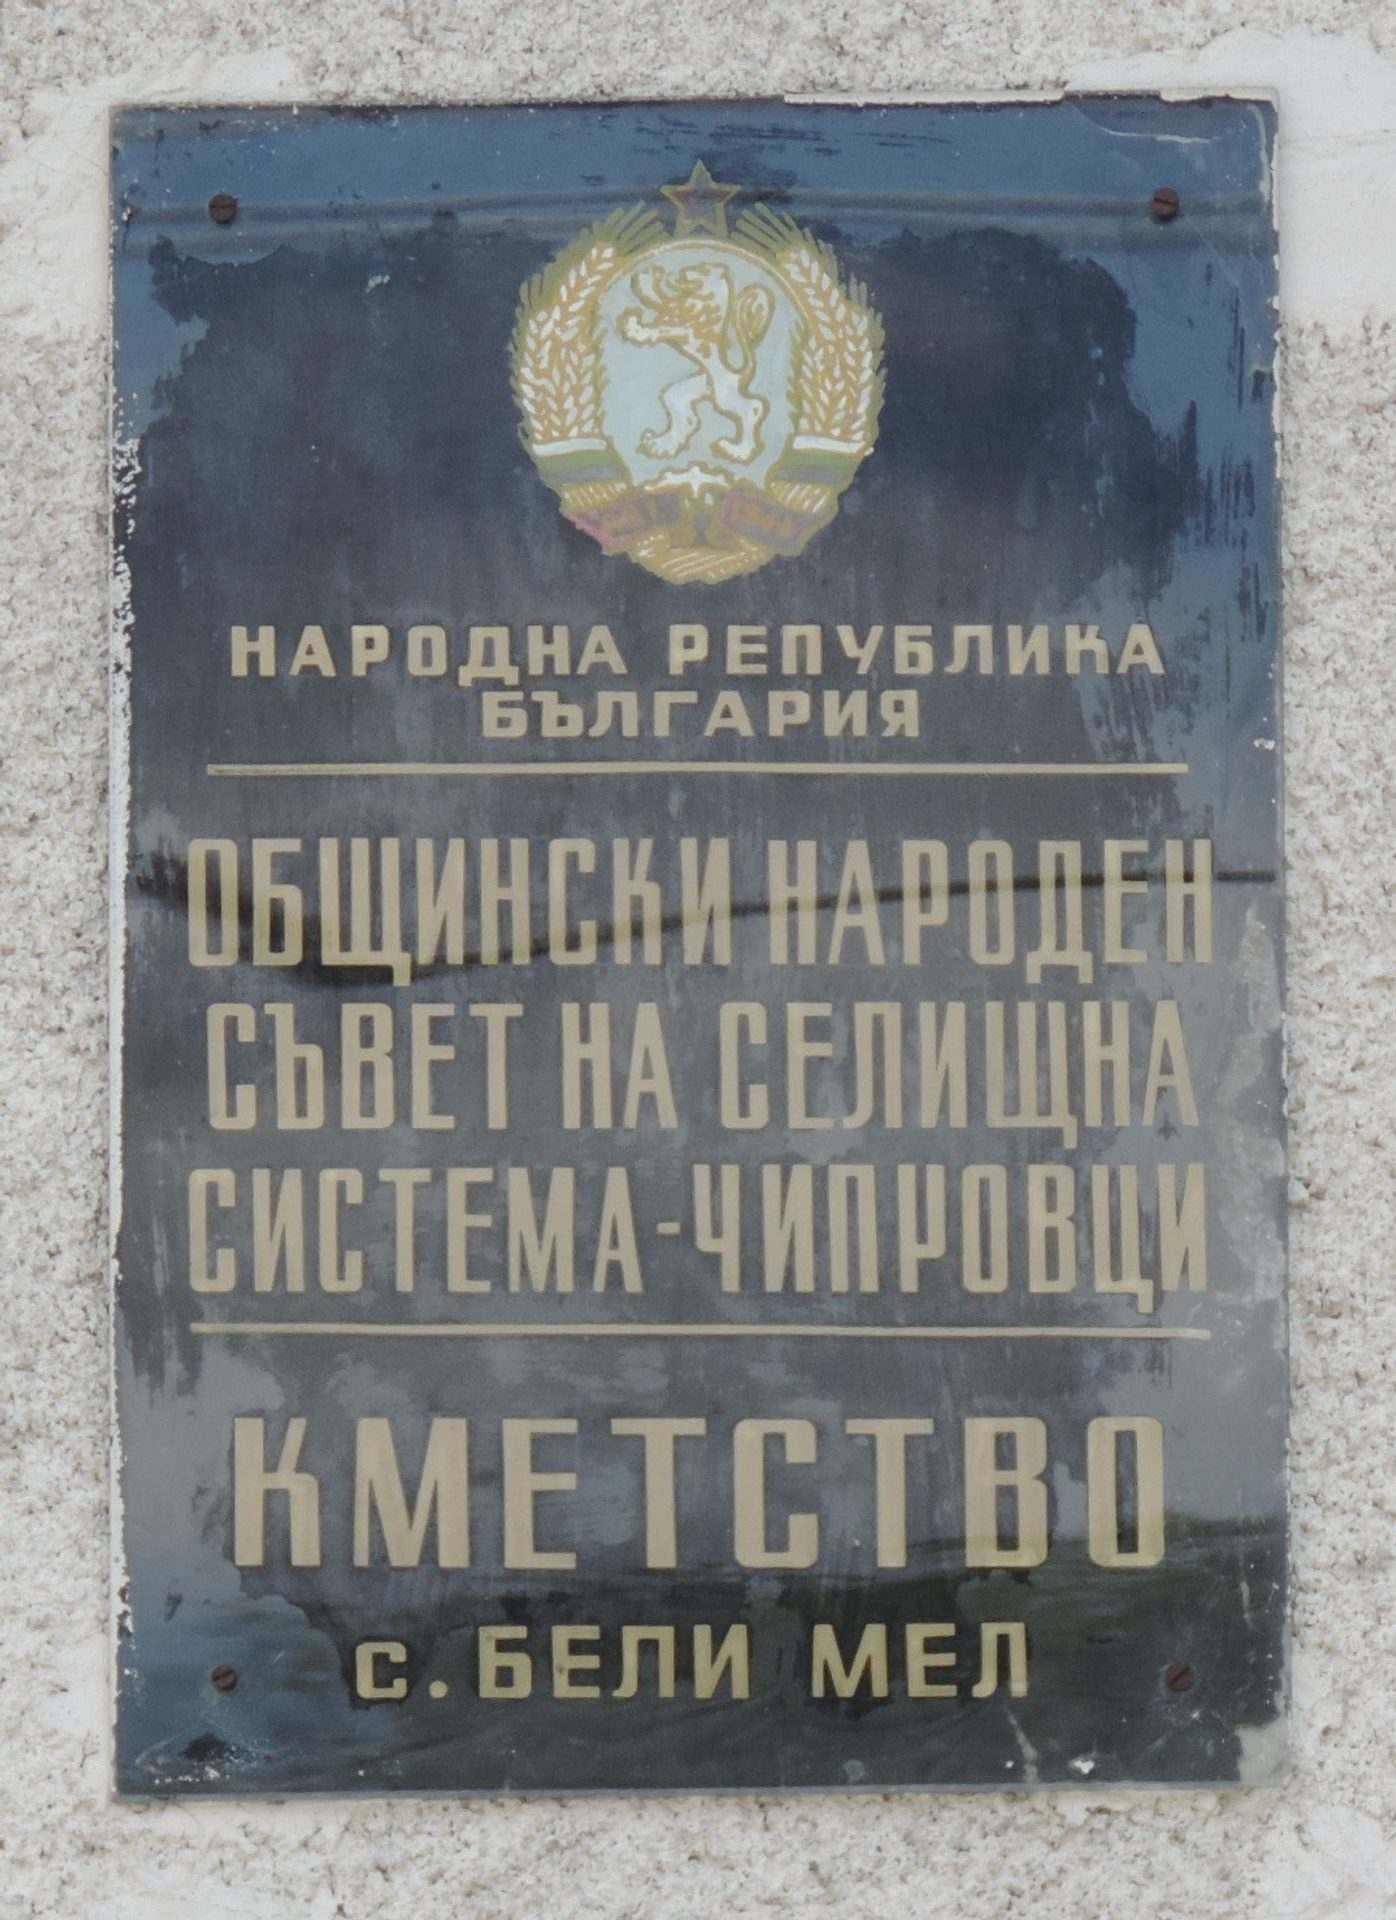 НАРОДНА РЕПУБЛИКА
БЪЛГАРИЯ
ОБЩИНСКИ НАРОДЕН
СЪВЕТ НА СЕЛИЩНА
СИСТЕМА-ЧИПРОВЦИ
КМЕТСТВО
с. БЕЛИ МЕЛ